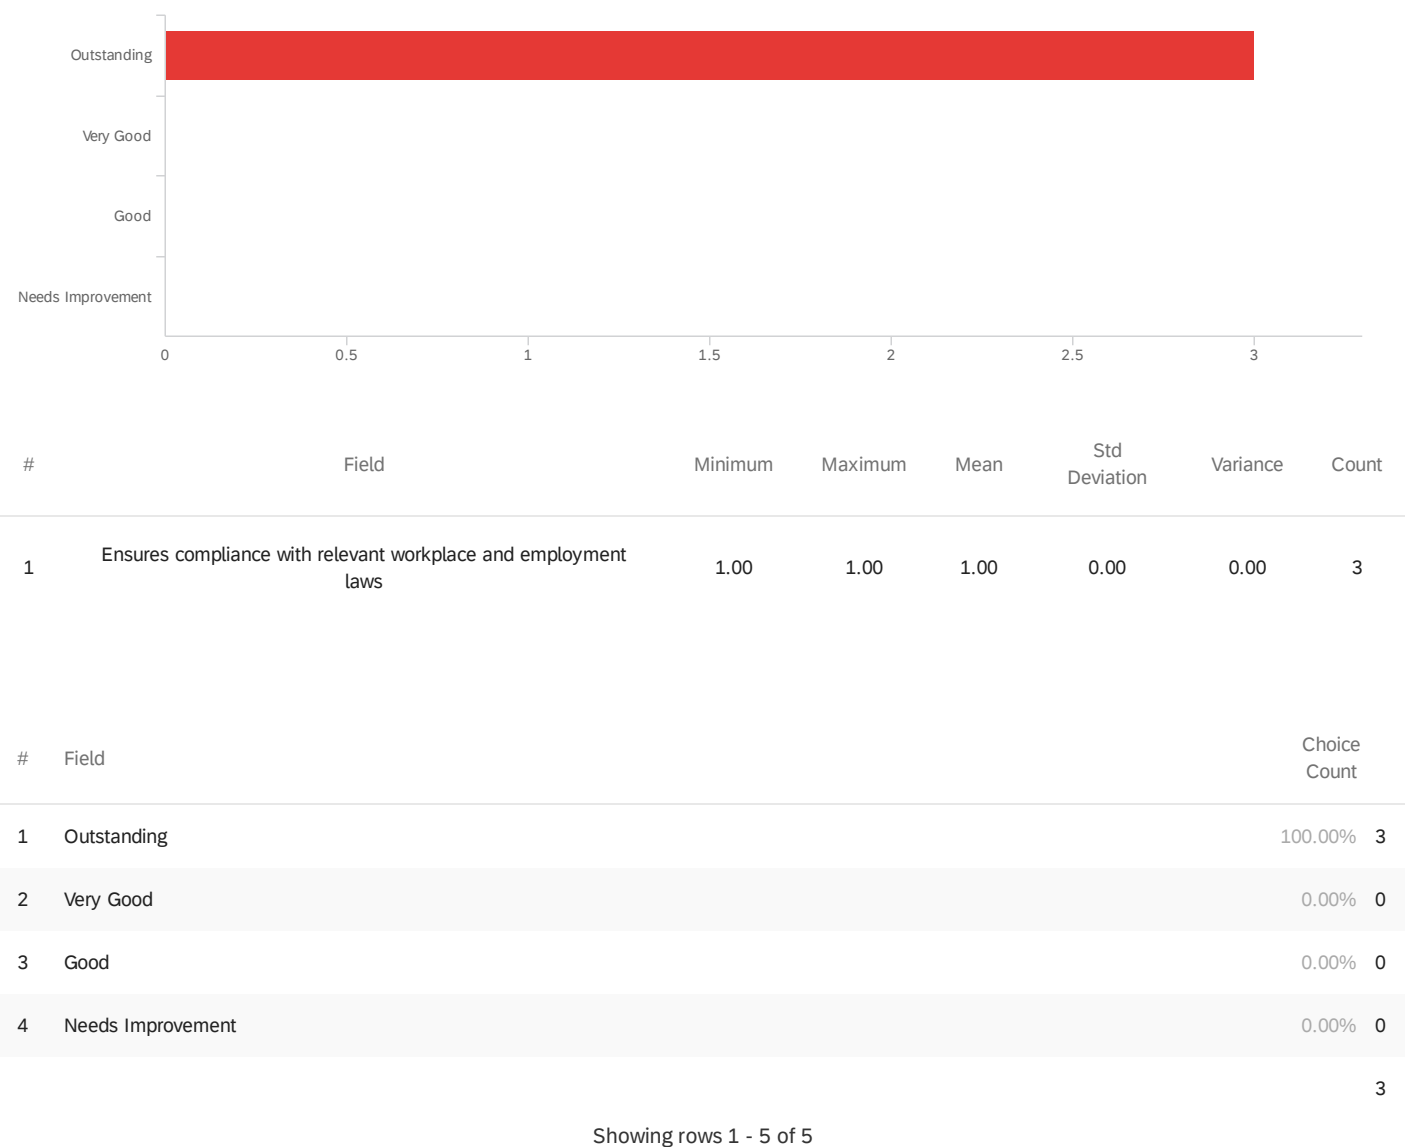 Outstanding
Very Good
Good
Needs Improvement
0 0.5 1 1.5 2 2.5 3
# Field Minimum Maximum Mean Std Deviation Variance Count
1 Ensures compliance with relevant workplace and employment laws 1.00 1.00 1.00 0.00 0.00 3
# Field Choice Count
1 Outstanding 100.00% 3
2 Very Good 0.00% 0
3 Good 0.00% 0
4 Needs Improvement 0.00% 0
3
Showing rows 1 - 5 of 5